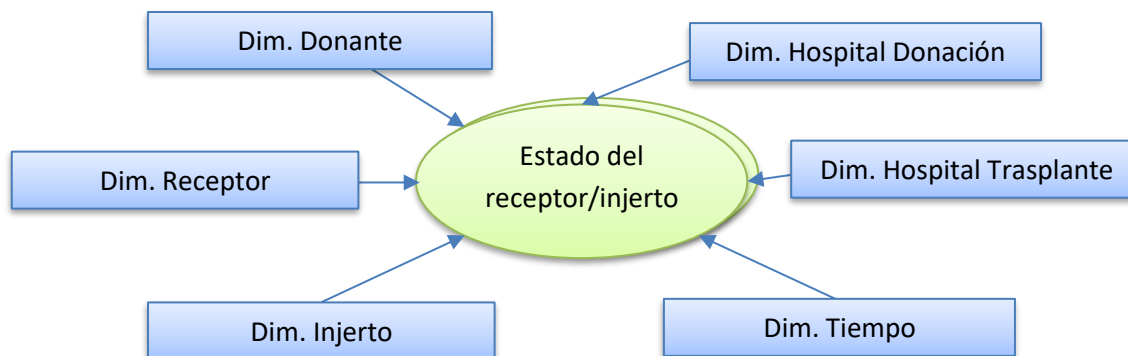 Dim. Donante
Dim. Hospital Donación
Estado del
receptor/injerto
Dim. Receptor
Dim. Hospital Trasplante
Dim. Injerto
Dim. Tiempo